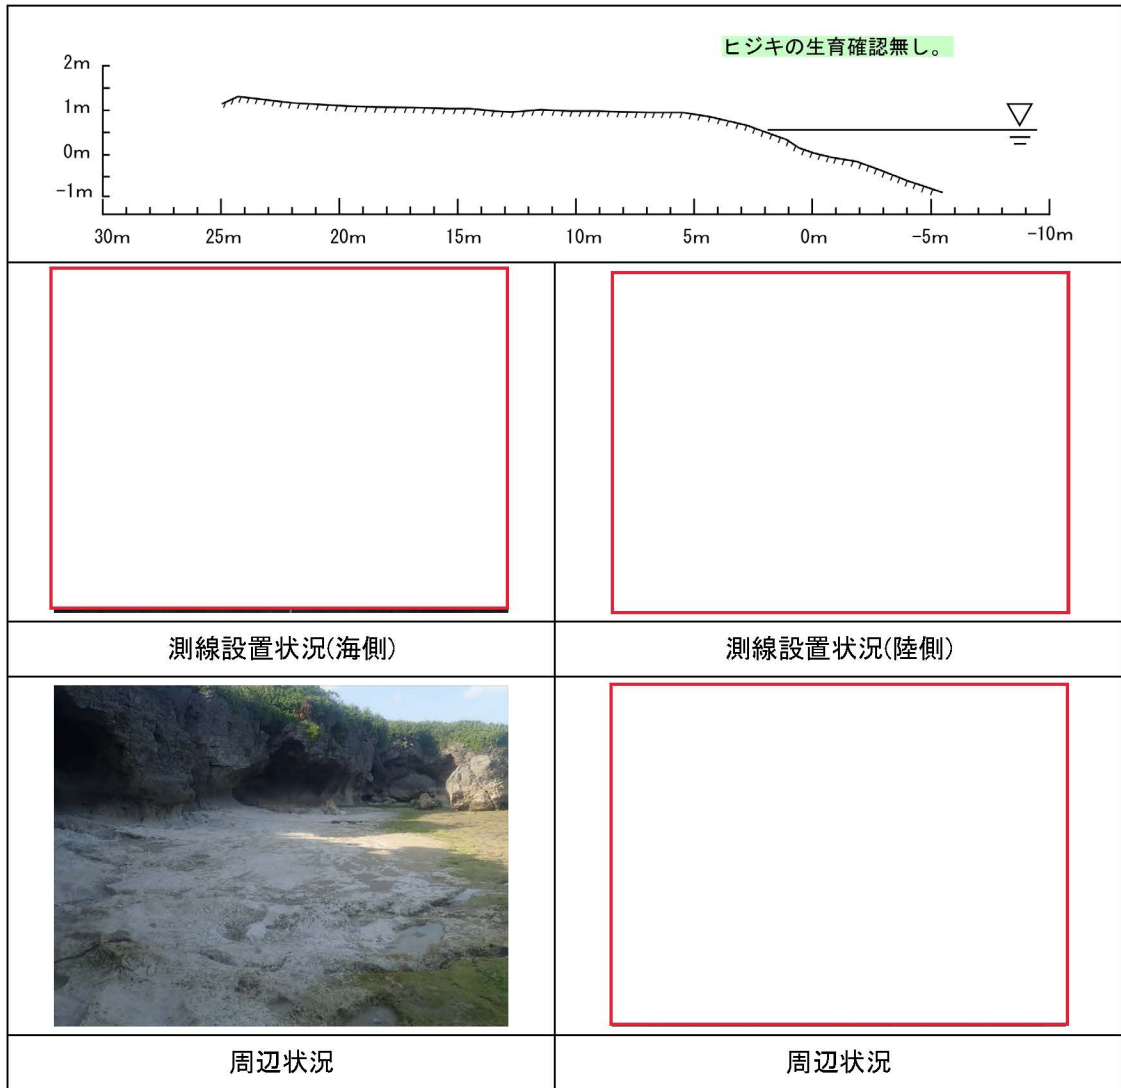 ヒジキの生育確認無し。
2m
1m
0m
-1m
30m 25m 20m 15m 10m 5m 0m -5m -10m
測線設置状況(海側) 測線設置状況(陸側)
周辺状況 周辺状況